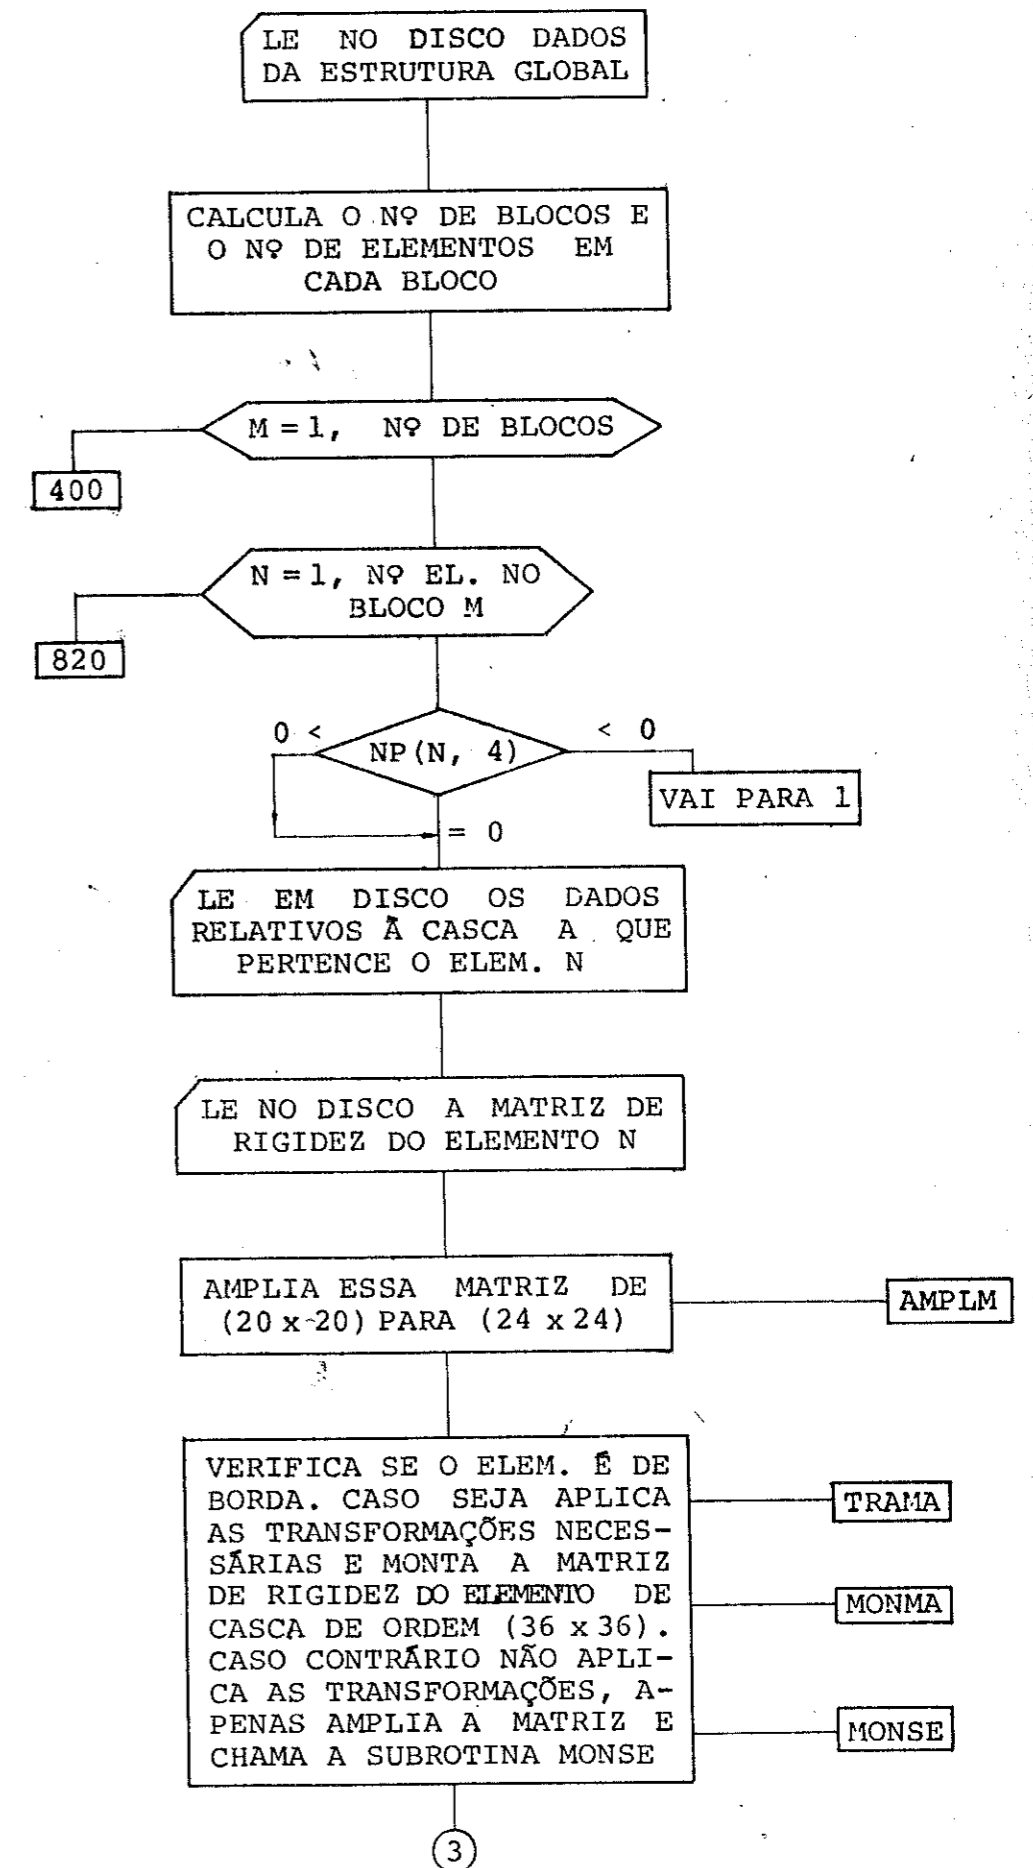 LE NO DISCO DADOS
DA ESTRUTURA GLOBAL
CALCULA O Nº DE BLOCOS E
O Nº DE ELEMENTOS EM
CADA BLOCO
M = 1, Nº DE BLOCOS
400
N = 1, Nº EL. NO
BLOCO M
820
0 <
NP(N, 4)
< 0
VAI PARA 1
= 0
LE EM DISCO OS DADOS
RELATIVOS Ã CASCA A QUE
PERTENCE O ELEM. N
LE NO DISCO A MATRIZ DE
RIGIDEZ DO ELEMENTO N
AMPLIA ESSA MATRIZ DE
(20 x 20) PARA (24 x 24)
AMPLM
VERIFICA SE O ELEM. É DE
BORDA. CASO SEJA APLICA
AS TRANSFORMAÇÕES NECES-
SÁRIAS E MONTA A MATRIZ
DE RIGIDEZ DO ELEMENTO DE
CASCA DE ORDEM (36 x 36).
CASO CONTRÁRIO NÃO APLI-
CA AS TRANSFORMAÇÕES, A-
PENAS AMPLIA A MATRIZ E
CHAMA A SUBROTINA MONSE
TRAMA
MONMA
MONSE
3